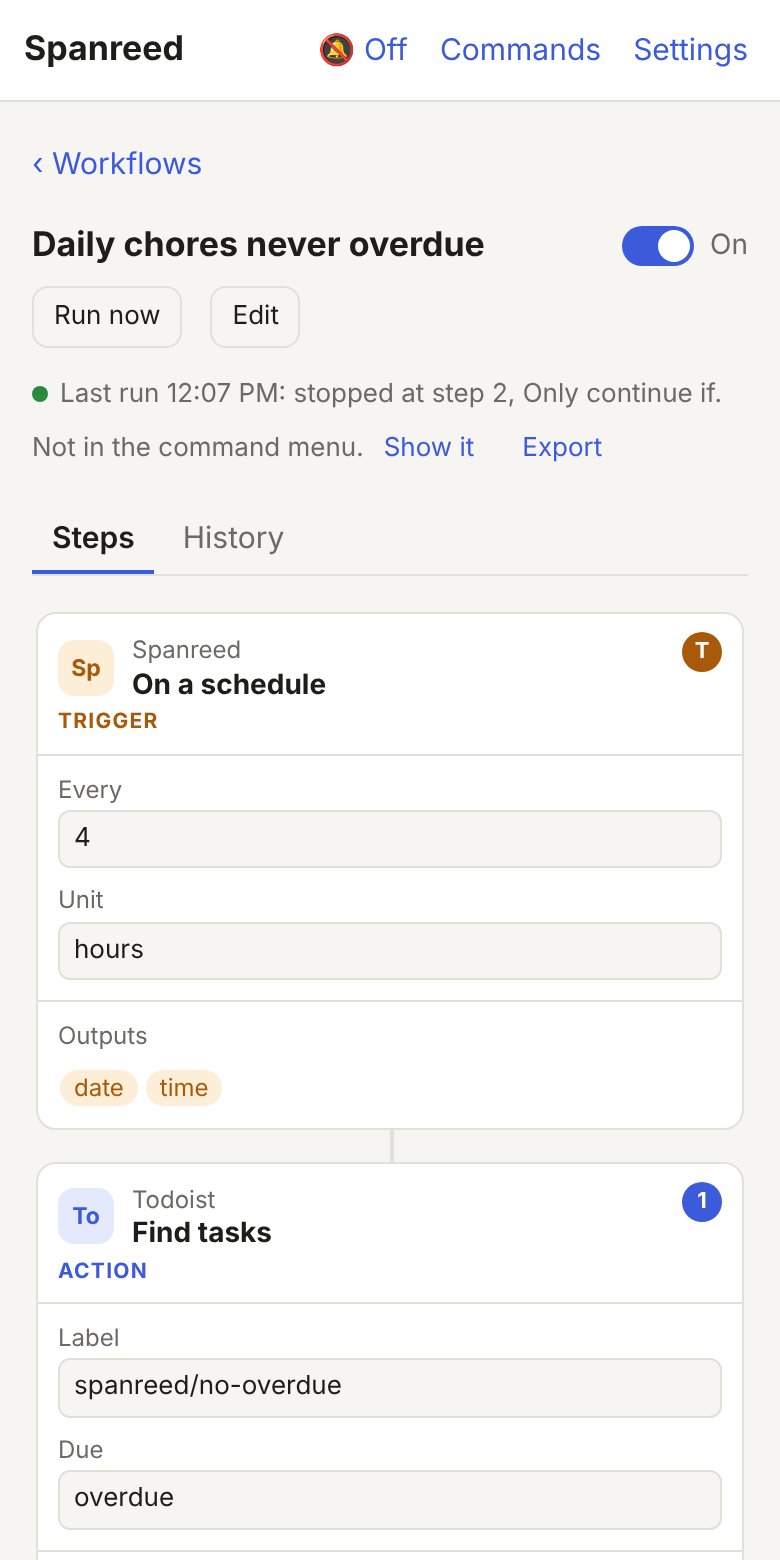 Spanreed
🔕 Off
Commands
Settings
‹ Workflows
Daily chores never overdue
On
Run now
Edit
Last run 12:07 PM: stopped at step 2, Only continue if.
Not in the command menu. Show it Export
Steps
History
Sp
Spanreed
On a schedule
T
TRIGGER
Every
4
Unit
hours
Outputs
date
time
To
Todoist
Find tasks
1
ACTION
Label
spanreed/no-overdue
Due
overdue